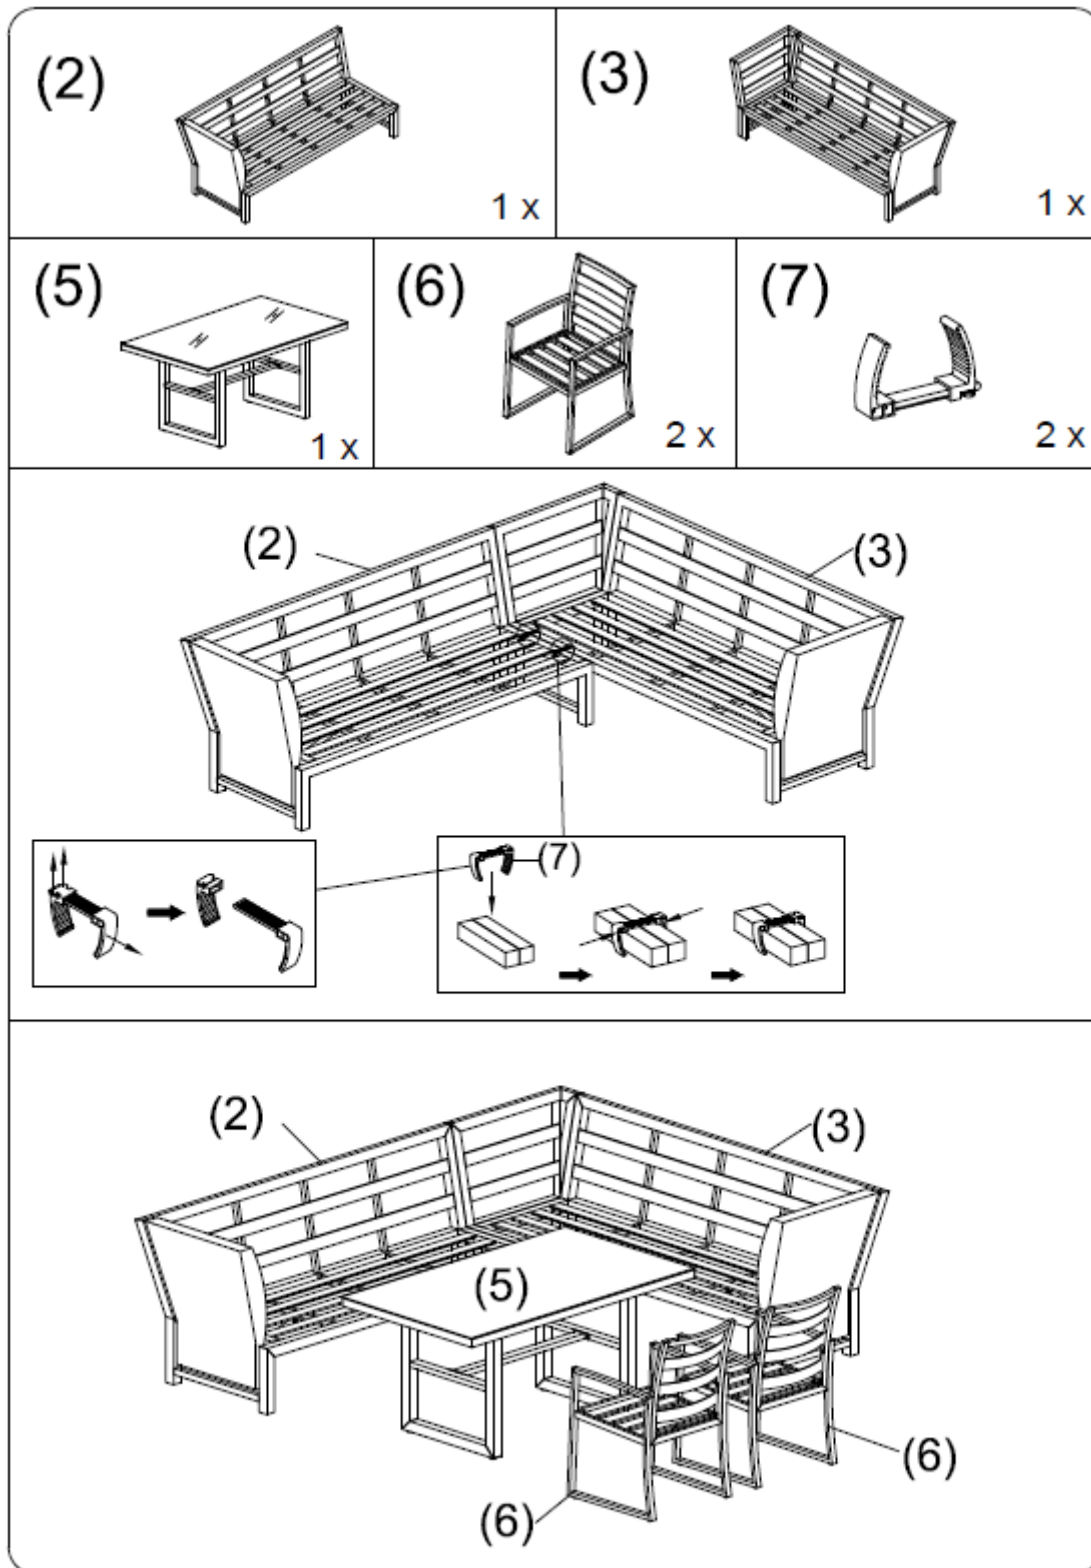 (2)
1 x
(3)
1 x
(5)
1 x
(6)
2 x
(7)
2 x
(2)
(3)
(7)
(2)
(3)
(5)
(6)
(6)